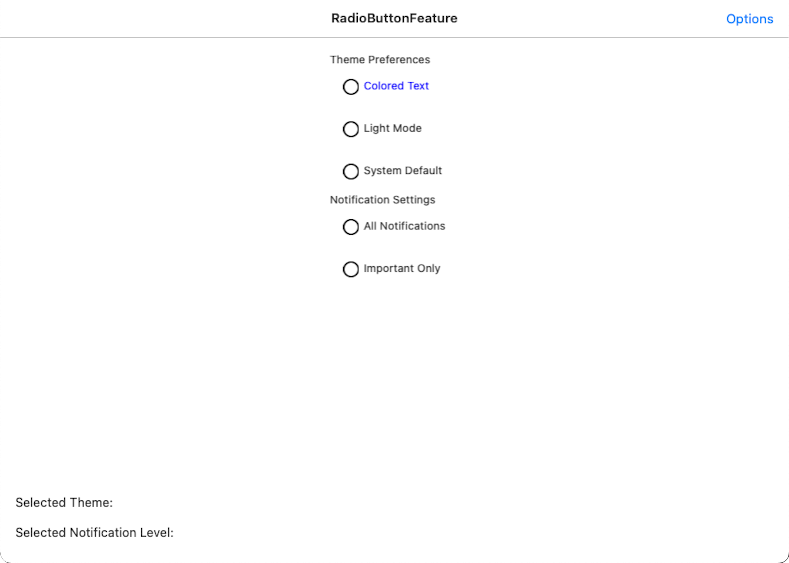 RadioButtonFeature
Options
Theme Preferences
Colored Text
Light Mode
System Default
Notification Settings
All Notifications
Important Only
Selected Theme:
Selected Notification Level: